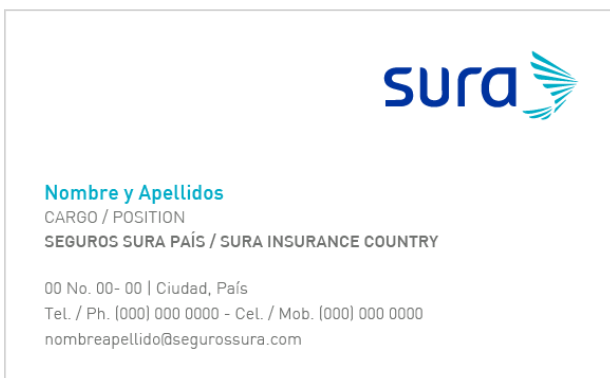 sura
Nombre y Apellidos
CARGO / POSITION
SEGUROS SURA PAÍS / SURA INSURANCE COUNTRY
00 No. 00- 00 | Ciudad, País
Tel. / Ph. (000) 000 0000 - Cel. / Mob. (000) 000 0000
nombreapellido@segurossura.com